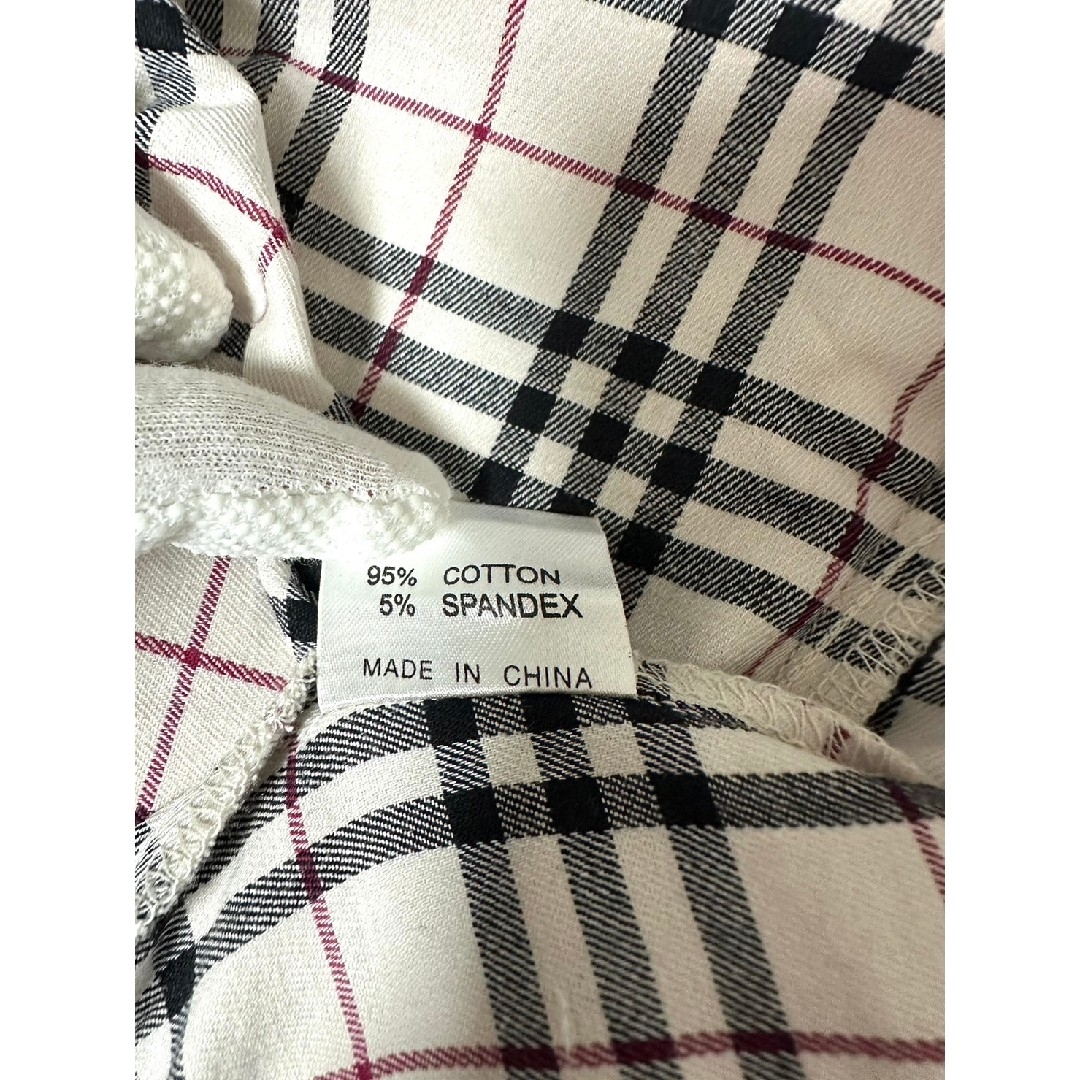 95% COTTON
5% SPANDEX
MADE IN CHINA